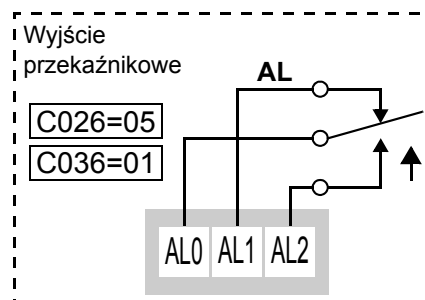 Wyjście
przekaźnikowe
AL
C026=05
C036=01
AL0 AL1 AL2